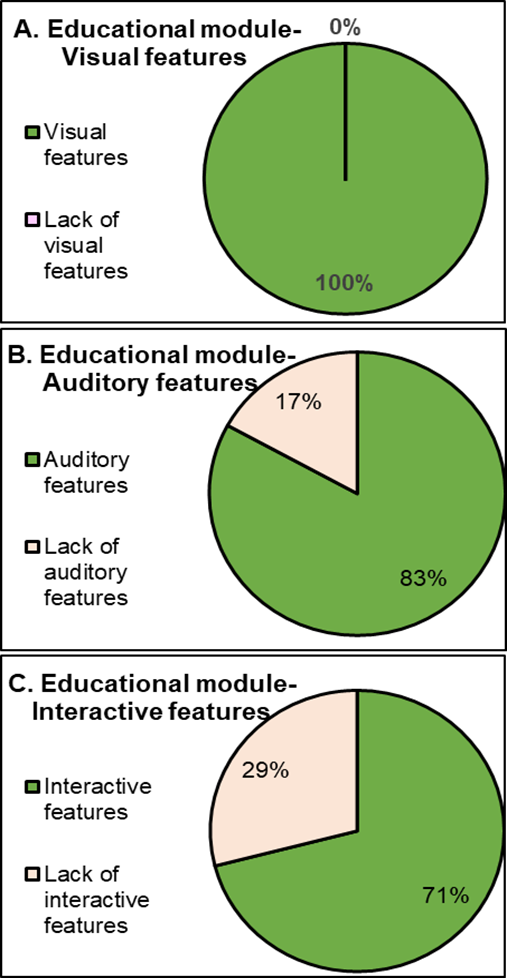 A. Educational module-
Visual features
0%
Visual
features
Lack of
visual
features
100%
B. Educational module-
Auditory features
17%
Auditory
features
Lack of
auditory
features
83%
C. Educational module-
Interactive features
29%
Interactive
features
Lack of
interactive
features
71%